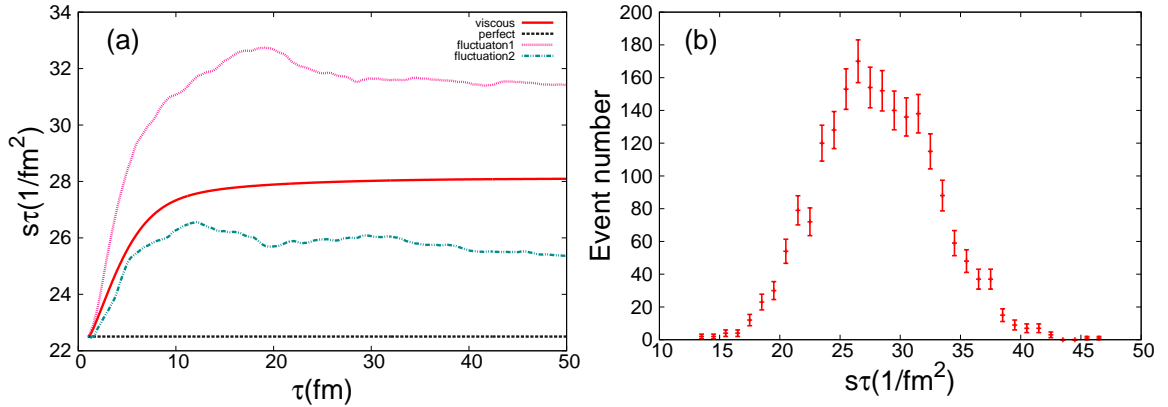 (a)
viscous
perfect
fluctuaton1
fluctuation2
34
32
30
28
26
24
22
sτ(1/fm²)
0 10 20 30 40 50
τ(fm)
(b)
200
180
160
140
120
100
80
60
40
20
0
Event number
10 15 20 25 30 35 40 45 50
sτ(1/fm²)